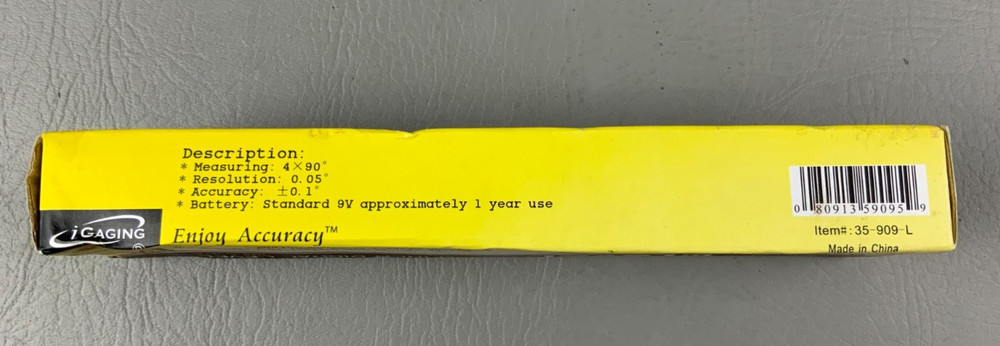 Description:
* Measuring: 4×90°
* Resolution: 0.05°
* Accuracy: ±0.1°
* Battery: Standard 9V approximately 1 year use
iGAGING
®
Enjoy Accuracy™
0 80913 59095 9
Item#: 35-909-L
Made in China